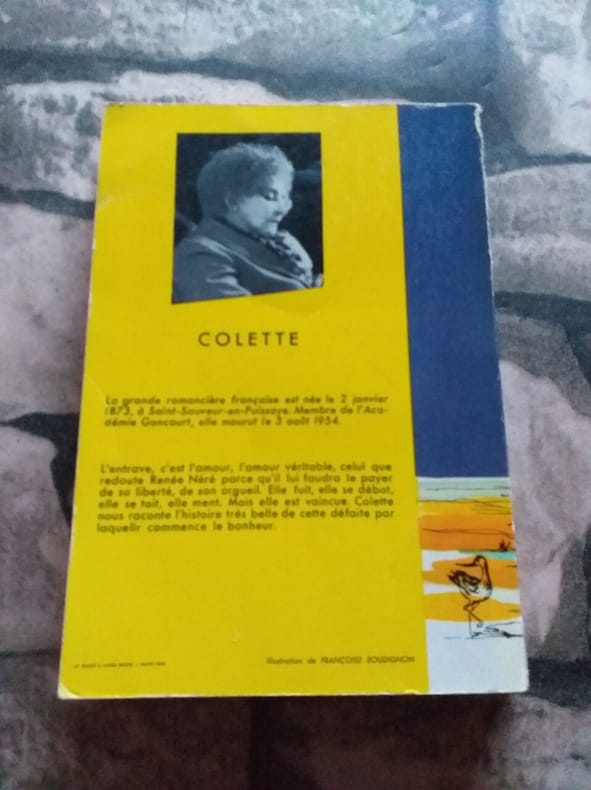 COLETTE
La grande romancière française est née le 2 janvier
1873, à Saint-Sauveur-en-Puissaye. Membre de l'Aca-
démie Goncourt, elle mourut le 3 août 1954.
L'entrave, c'est l'amour, l'amour véritable, celui que
redoute Renée Néré parce qu'il lui faudra le payer
de sa liberté, de son orgueil. Elle fuit, elle se débat,
elle se tait, elle ment. Mais elle est vaincue. Colette
nous raconte l'histoire très belle de cette défaite par
laquellr commence le bonheur.
Illustration de FRANÇOISE BOUDIGNON